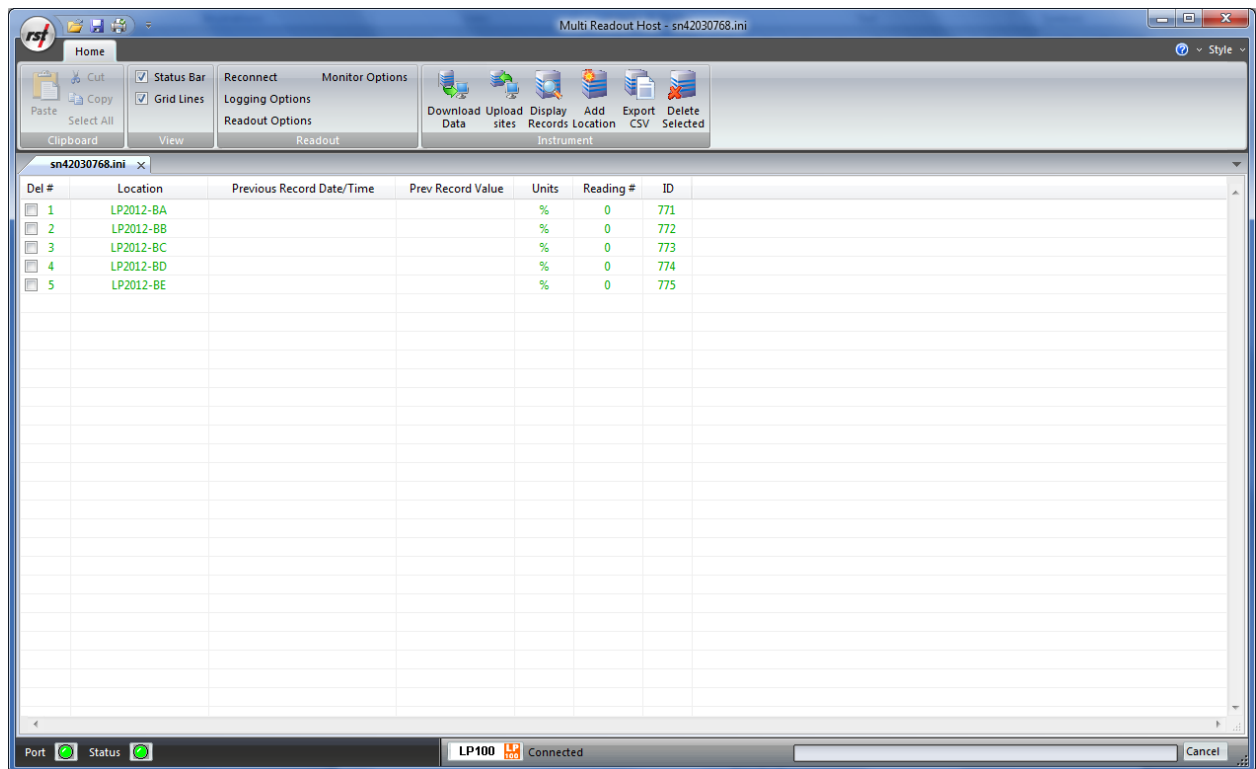 rst
Multi Readout Host - sn42030768.ini
Home
Style
Paste
Cut
Copy
Select All
Clipboard
Status Bar
Grid Lines
View
Reconnect Monitor Options
Logging Options
Readout Options
Readout
Download Data
Upload sites
Display Records
Add Location
Export CSV
Delete Selected
Instrument
sn42030768.ini
Del # Location Previous Record Date/Time Prev Record Value Units Reading # ID
1 LP2012-BA % 0 771
2 LP2012-BB % 0 772
3 LP2012-BC % 0 773
4 LP2012-BD % 0 774
5 LP2012-BE % 0 775
Port Status LP100 LP 100 Connected Cancel